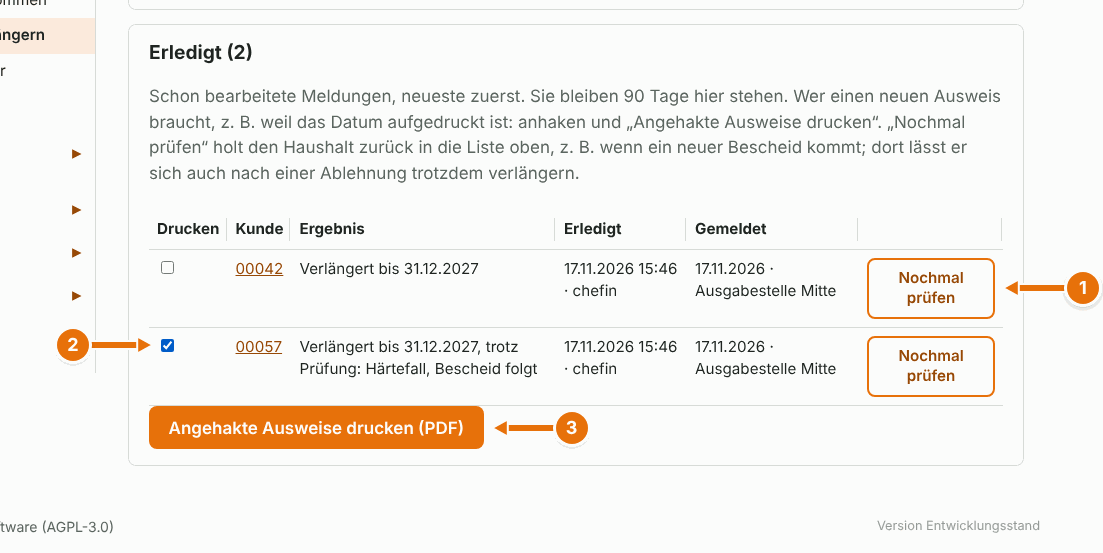 ngern
r
Erledigt (2)
Schon bearbeitete Meldungen, neueste zuerst. Sie bleiben 90 Tage hier stehen. Wer einen neuen Ausweis
braucht, z. B. weil das Datum aufgedruckt ist: anhaken und „Angehakte Ausweise drucken“. „Nochmal
prüfen“ holt den Haushalt zurück in die Liste oben, z. B. wenn ein neuer Bescheid kommt; dort lässt er
sich auch nach einer Ablehnung trotzdem verlängern.
Drucken Kunde Ergebnis Erledigt Gemeldet
00042 Verlängert bis 31.12.2027 17.11.2026 15:46 17.11.2026 ·
· chefin Ausgabestelle Mitte
Nochmal
prüfen
1
2
00057 Verlängert bis 31.12.2027, trotz 17.11.2026 15:46 17.11.2026 ·
Prüfung: Härtefall, Bescheid folgt · chefin Ausgabestelle Mitte
Nochmal
prüfen
Angehakte Ausweise drucken (PDF)
3
tware (AGPL-3.0)
Version Entwicklungsstand